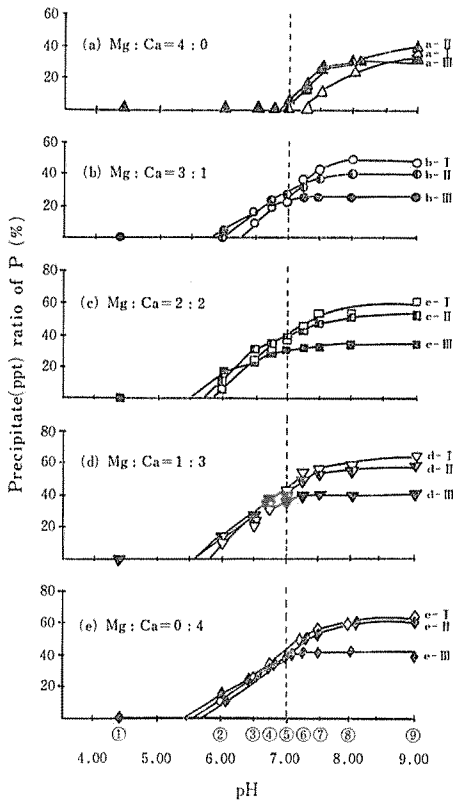 60
40
20
(a) Mg : Ca=4 : 0
a-II
a-I
a-III
60
40
20
(b) Mg : Ca=3 : 1
b-I
b-II
b-III
80
60
40
20
(c) Mg : Ca=2 : 2
c-I
c-II
c-III
80
60
40
20
(d) Mg : Ca=1 : 3
d-I
d-II
d-III
80
60
40
20
0
(e) Mg : Ca=0 : 4
e-I
e-II
e-III
Precipitate(ppt) ratio of P (%)
① ② ③ ④ ⑤ ⑥ ⑦ ⑧ ⑨
4.00 5.00 6.00 7.00 8.00 9.00
pH